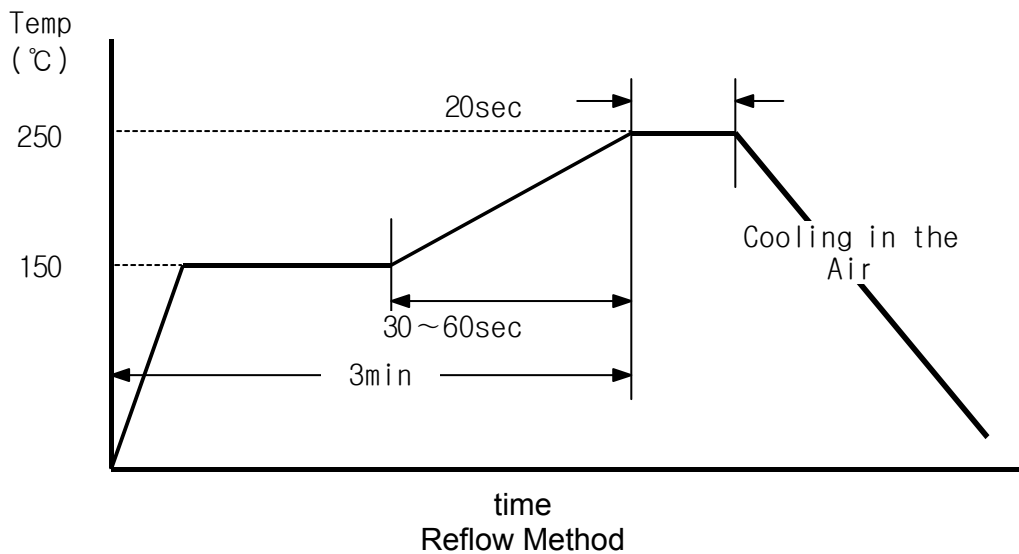 Temp
(℃)
20sec
250
Cooling in the
Air
150
30~60sec
3min
time
Reflow Method